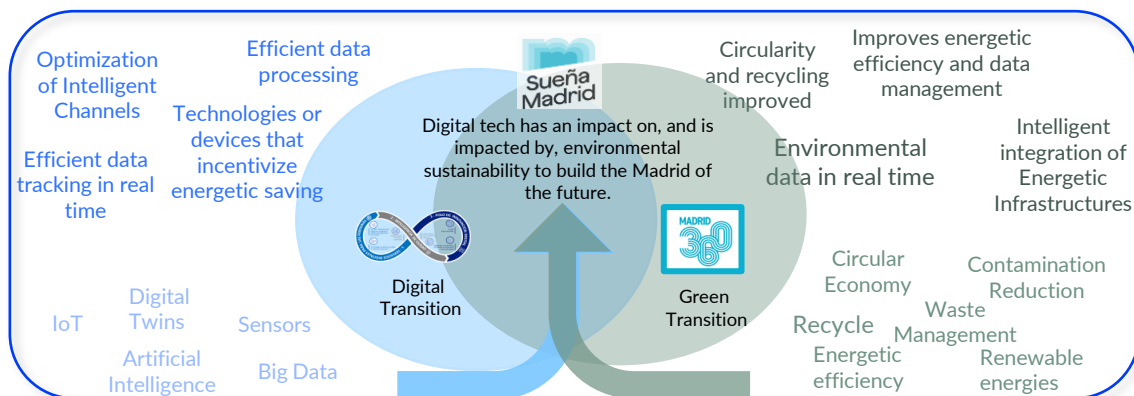 Optimization
of Intelligent
Channels
Efficient data
processing
Technologies or
devices that
incentivize
energetic saving
Efficient data
tracking in real
time
Sueña
Madrid
Digital tech has an impact on, and is
impacted by, environmental
sustainability to build the Madrid of
the future.
Circularity
and recycling
improved
Improves energetic
efficiency and data
management
Environmental
data in real time
Intelligent
integration of
Energetic
Infrastructures
Digital
Transition
MADRID
360
Green
Transition
IoT
Digital
Twins
Sensors
Artificial
Intelligence
Big Data
Circular
Economy
Contamination
Reduction
Recycle
Waste
Management
Energetic
efficiency
Renewable
energies